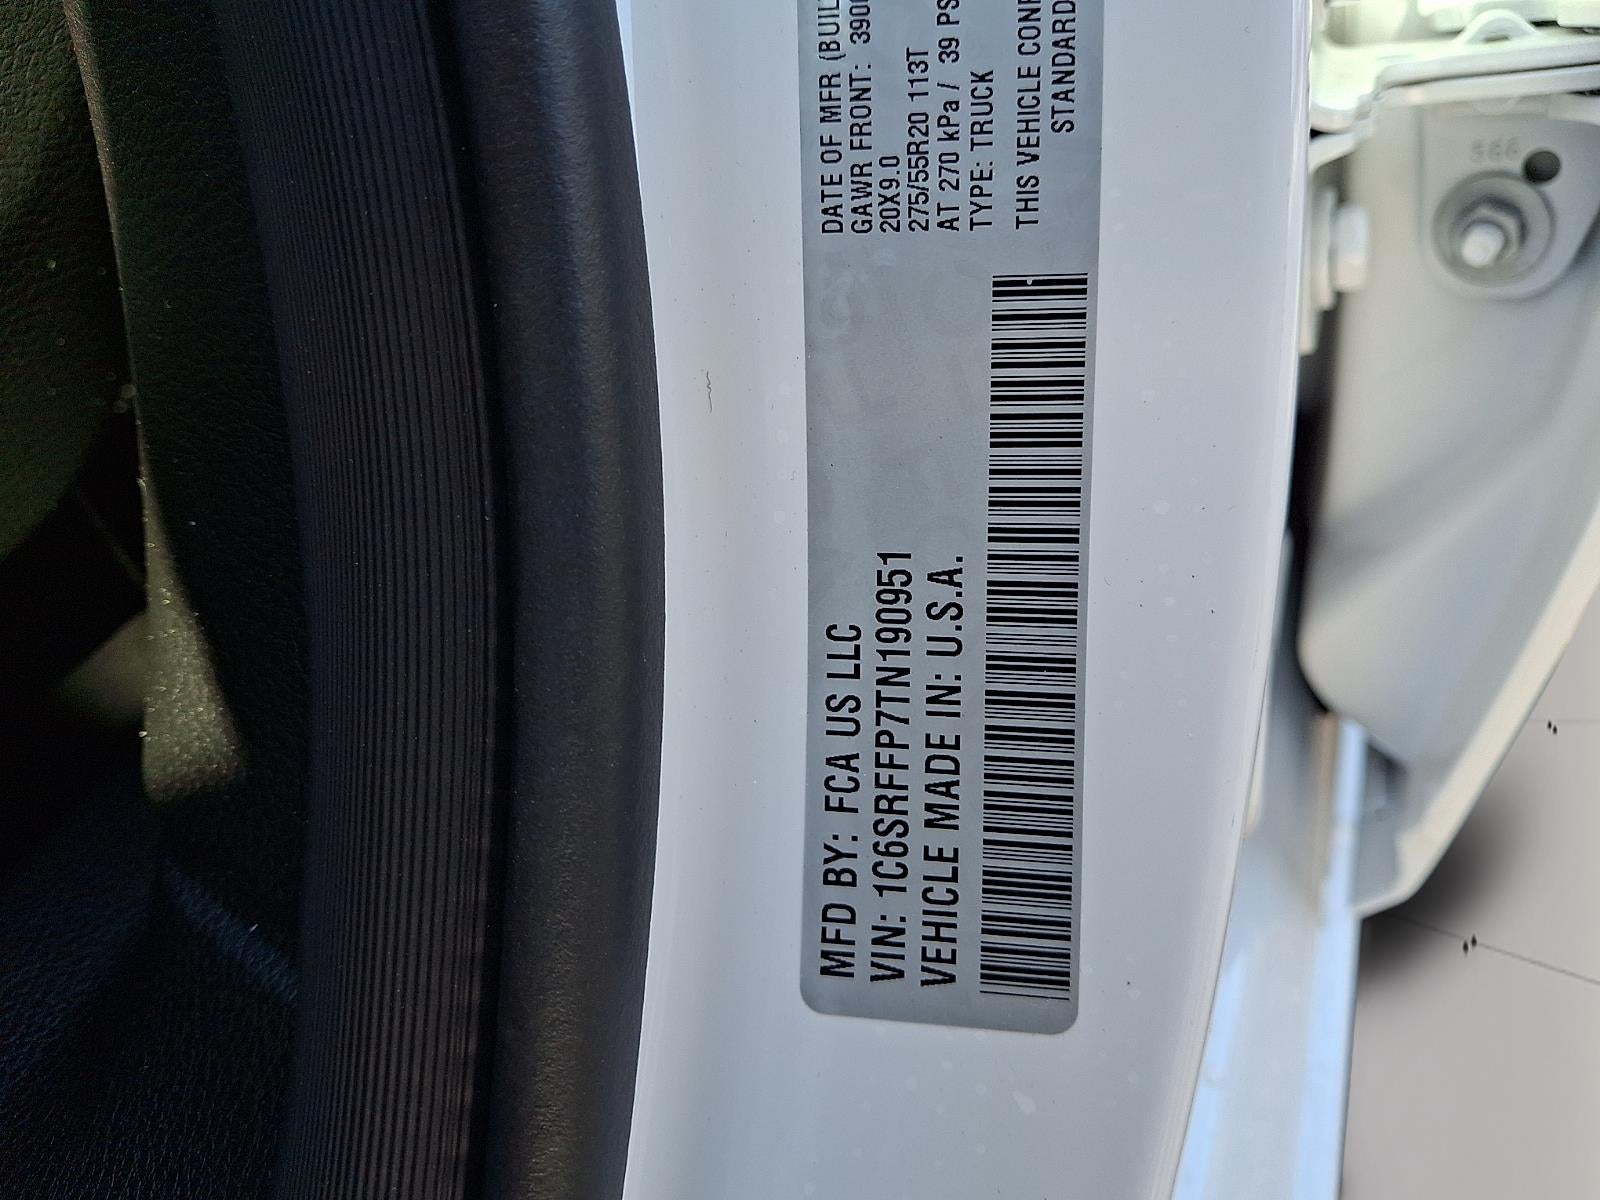 MFD BY: FCA US LLC
VIN: 1C6SRFFP7TN190951
VEHICLE MADE IN: U.S.A.
DATE OF MFR (BUIL
GAWR FRONT: 390
20X9.0
275/55R20 113T
AT 270 kPa / 39 PS
TYPE: TRUCK
THIS VEHICLE CONF
STANDARD